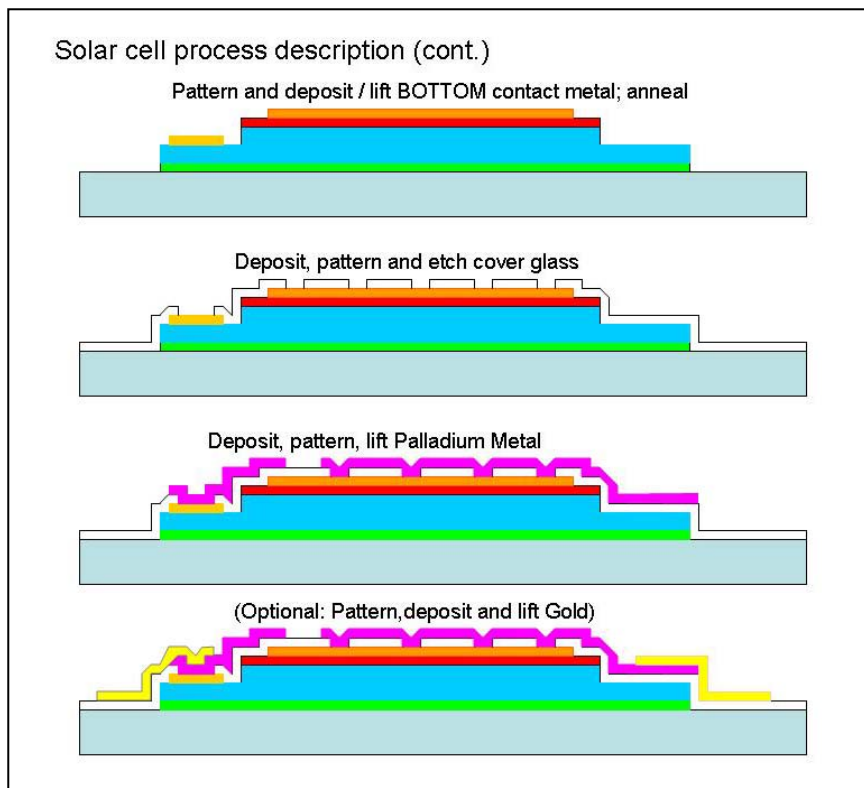 Solar cell process description (cont.)
Pattern and deposit / lift BOTTOM contact metal; anneal
Deposit, pattern and etch cover glass
Deposit, pattern, lift Palladium Metal
(Optional: Pattern,deposit and lift Gold)